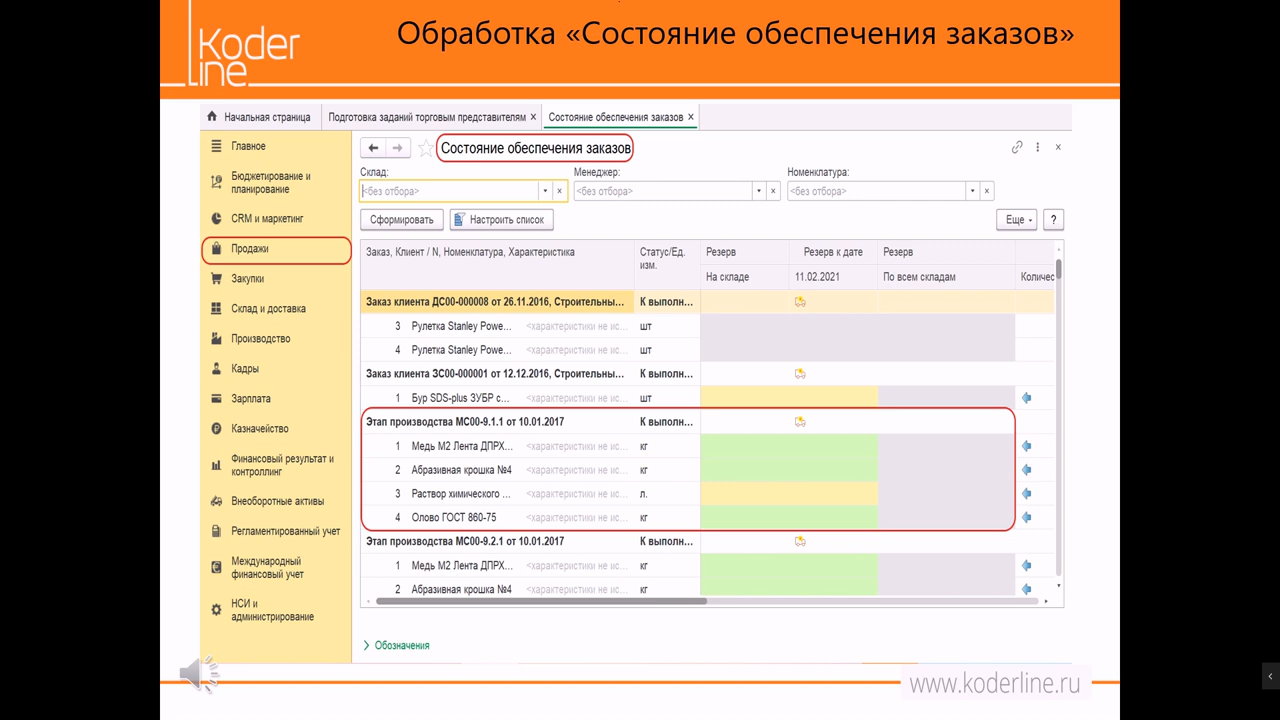 Koder
line
Обработка «Состояние обеспечения заказов»
Начальная страница
Подготовка заданий торговым представителям ×
Состояние обеспечения заказов ×
Главное
Бюджетирование и
планирование
CRM и маркетинг
Продажи
Закупки
Склад и доставка
Производство
Кадры
Зарплата
Казначейство
Финансовый результат и
контроллинг
Внеоборотные активы
Регламентированный учет
Международный
финансовый учет
НСИ и
администрирование
Состояние обеспечения заказов
Склад: Менеджер: Номенклатура:
<без отбора> <без отбора> <без отбора>
Сформировать Настроить список Еще ?
Заказ, Клиент / N, Номенклатура, Характеристика Статус/Ед. изм. Резерв Резерв к дате Резерв
На складе 11.02.2021 По всем складам Количес
Заказ клиента ДС00-000008 от 26.11.2016, Строительны... К выполн...
3 Рулетка Stanley Powe... <характеристики не ис... шт
4 Рулетка Stanley Powe... <характеристики не ис... шт
Заказ клиента ЗС00-000001 от 12.12.2016, Строительны... К выполн...
1 Бур SDS-plus ЗУБР с... <характеристики не ис... шт
Этап производства МС00-9.1.1 от 10.01.2017 К выполн...
1 Медь М2 Лента ДПРХ... <характеристики не ис... кг
2 Абразивная крошка №4 <характеристики не ис... кг
3 Раствор химического ... <характеристики не ис... л.
4 Олово ГОСТ 860-75 <характеристики не ис... кг
Этап производства МС00-9.2.1 от 10.01.2017 К выполн...
1 Медь М2 Лента ДПРХ... <характеристики не ис... кг
2 Абразивная крошка №4 <характеристики не ис... кг
Обозначения
www.koderline.ru